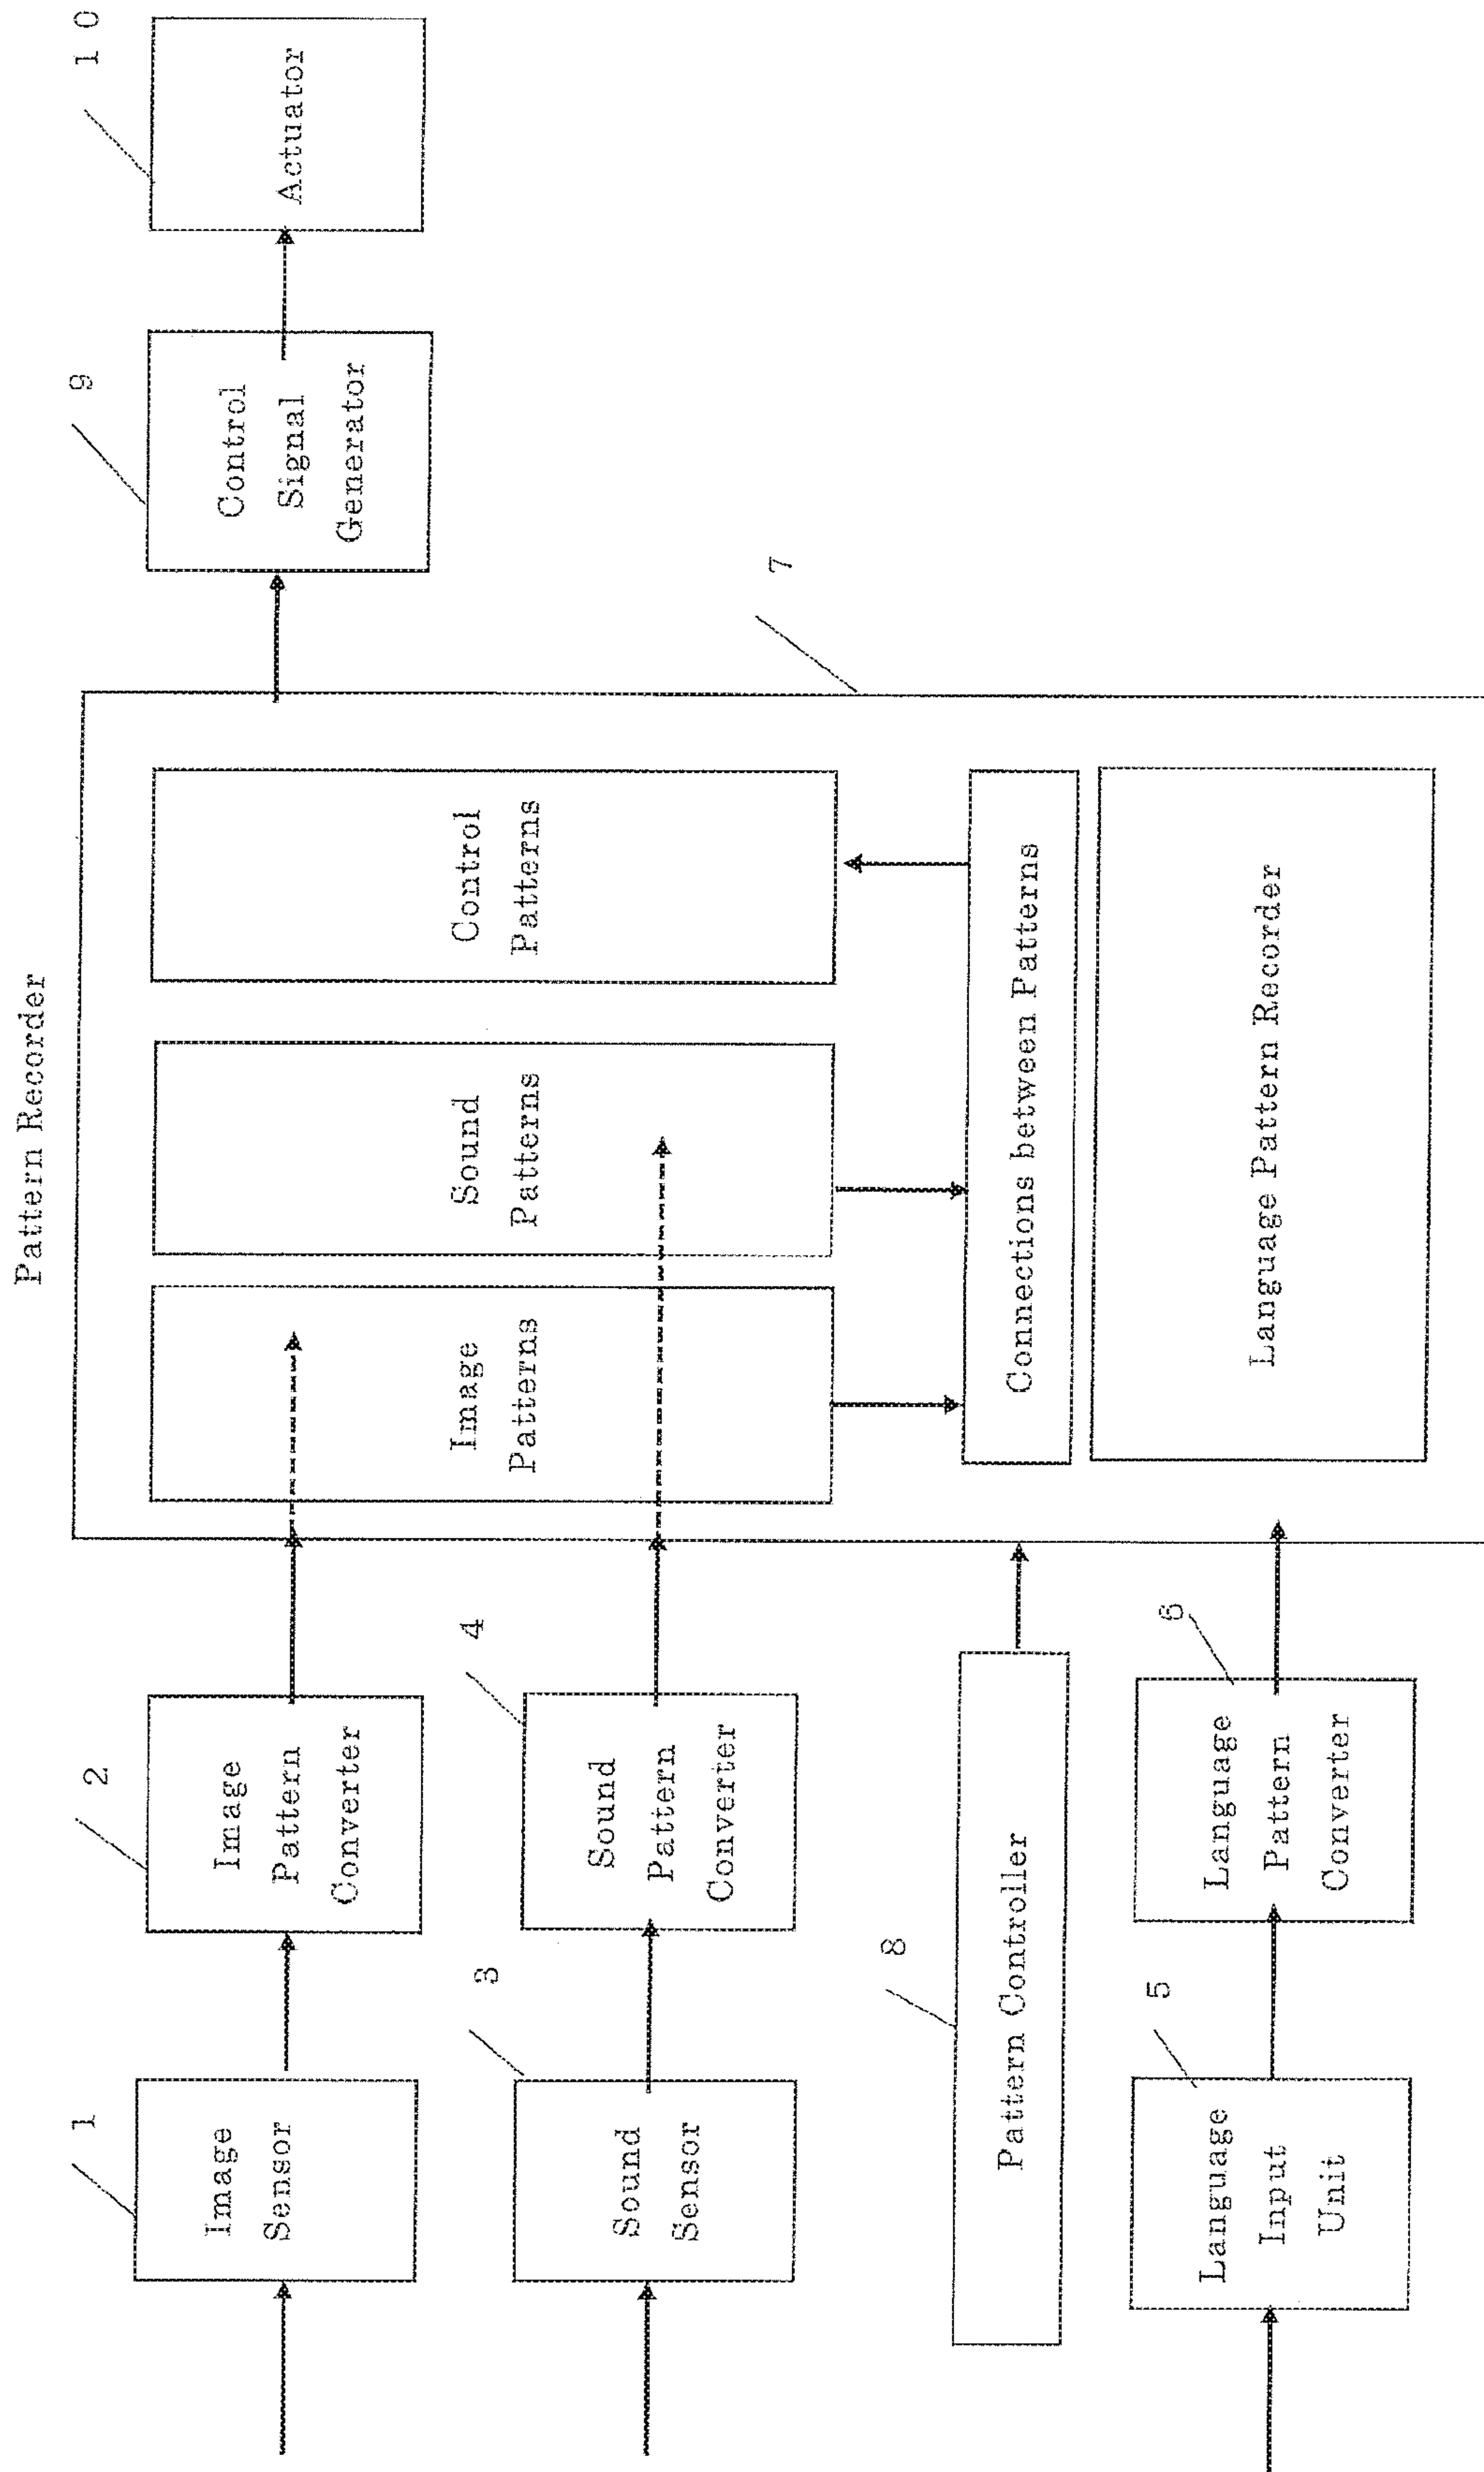 Pattern Recorder
1
Image
Sensor
2
Image
Pattern
Converter
Image
Patterns
Sound
Patterns
Control
Patterns
9
Control
Signal
Generator
1 0
Actuator
3
Sound
Sensor
4
Sound
Pattern
Converter
7
8
Pattern Controller
Connections between Patterns
5
Language
Input
Unit
6
Language
Pattern
Converter
Language Pattern Recorder